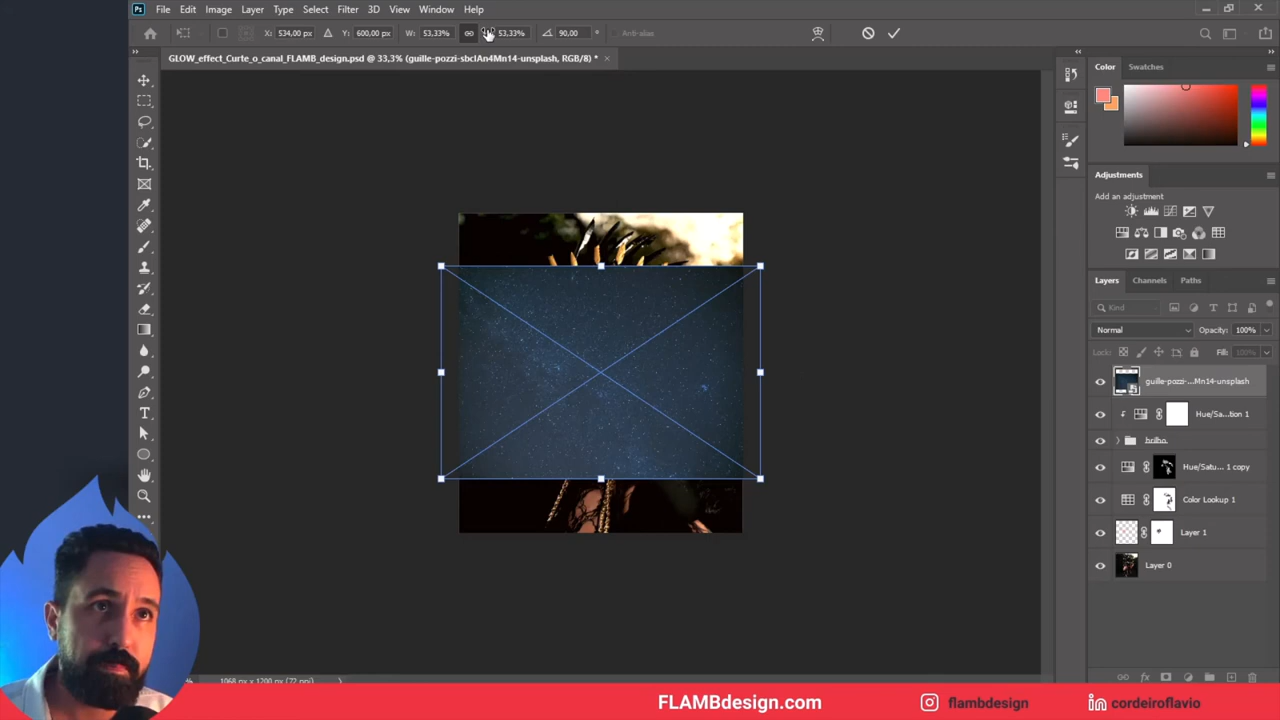 Ps File Edit Image Layer Type Select Filter 3D View Window Help
X: 534,00 px Y: 600,00 px W: 53,33% 53,33% 90,00 ° Anti-alias
GLOW_effect_Curte_o_canal_FLAMB_design.psd @ 33,3% (guille-pozzi-sbclAn4Mn14-unsplash, RGB/8) * ×
Color Swatches
Adjustments
Add an adjustment
Layers Channels Paths
Kind
Normal Opacity: 100%
Lock: Fill: 100%
guille-pozzi-...Mn14-unsplash
Hue/Sa...tion 1
Hue/Satu... 1 copy
Color Lookup 1
Layer 1
Layer 0
1068 px x 1200 px (72 ppi)
FLAMBdesign.com flambdesign in cordeiroflavio